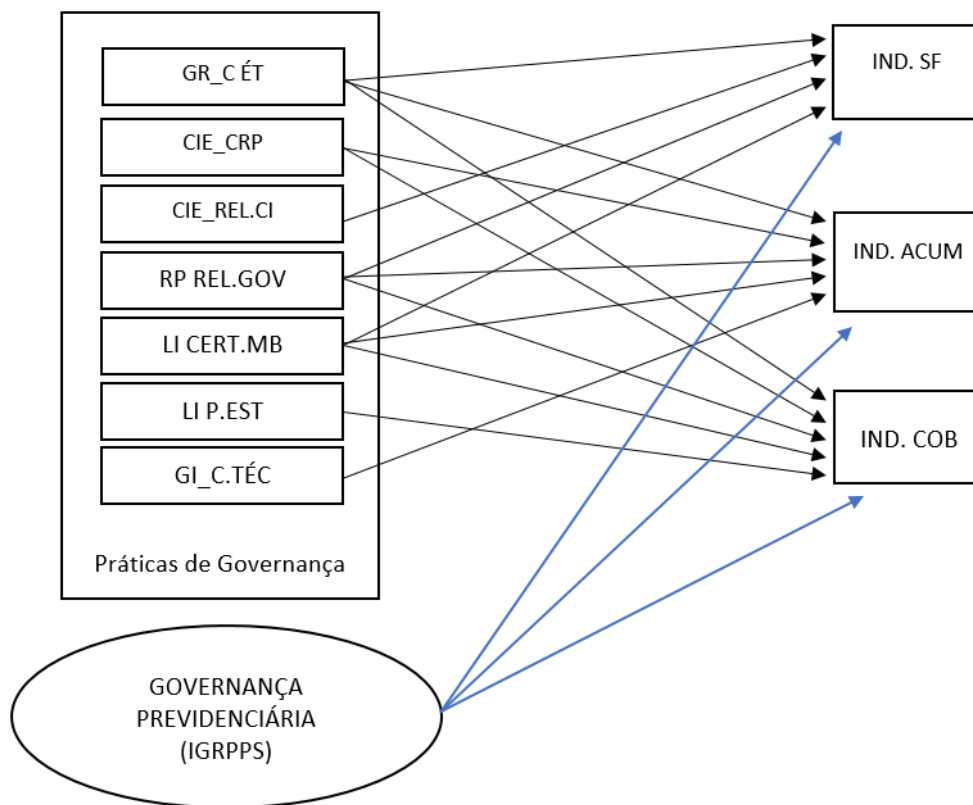 GR_C ÉT
CIE_CRP
CIE_REL.CI
RP REL.GOV
LI CERT.MB
LI P.EST
GI_C.TÉC
Práticas de Governança
GOVERNANÇA
PREVIDENCIÁRIA
(IGRPPS)
IND. SF
IND. ACUM
IND. COB